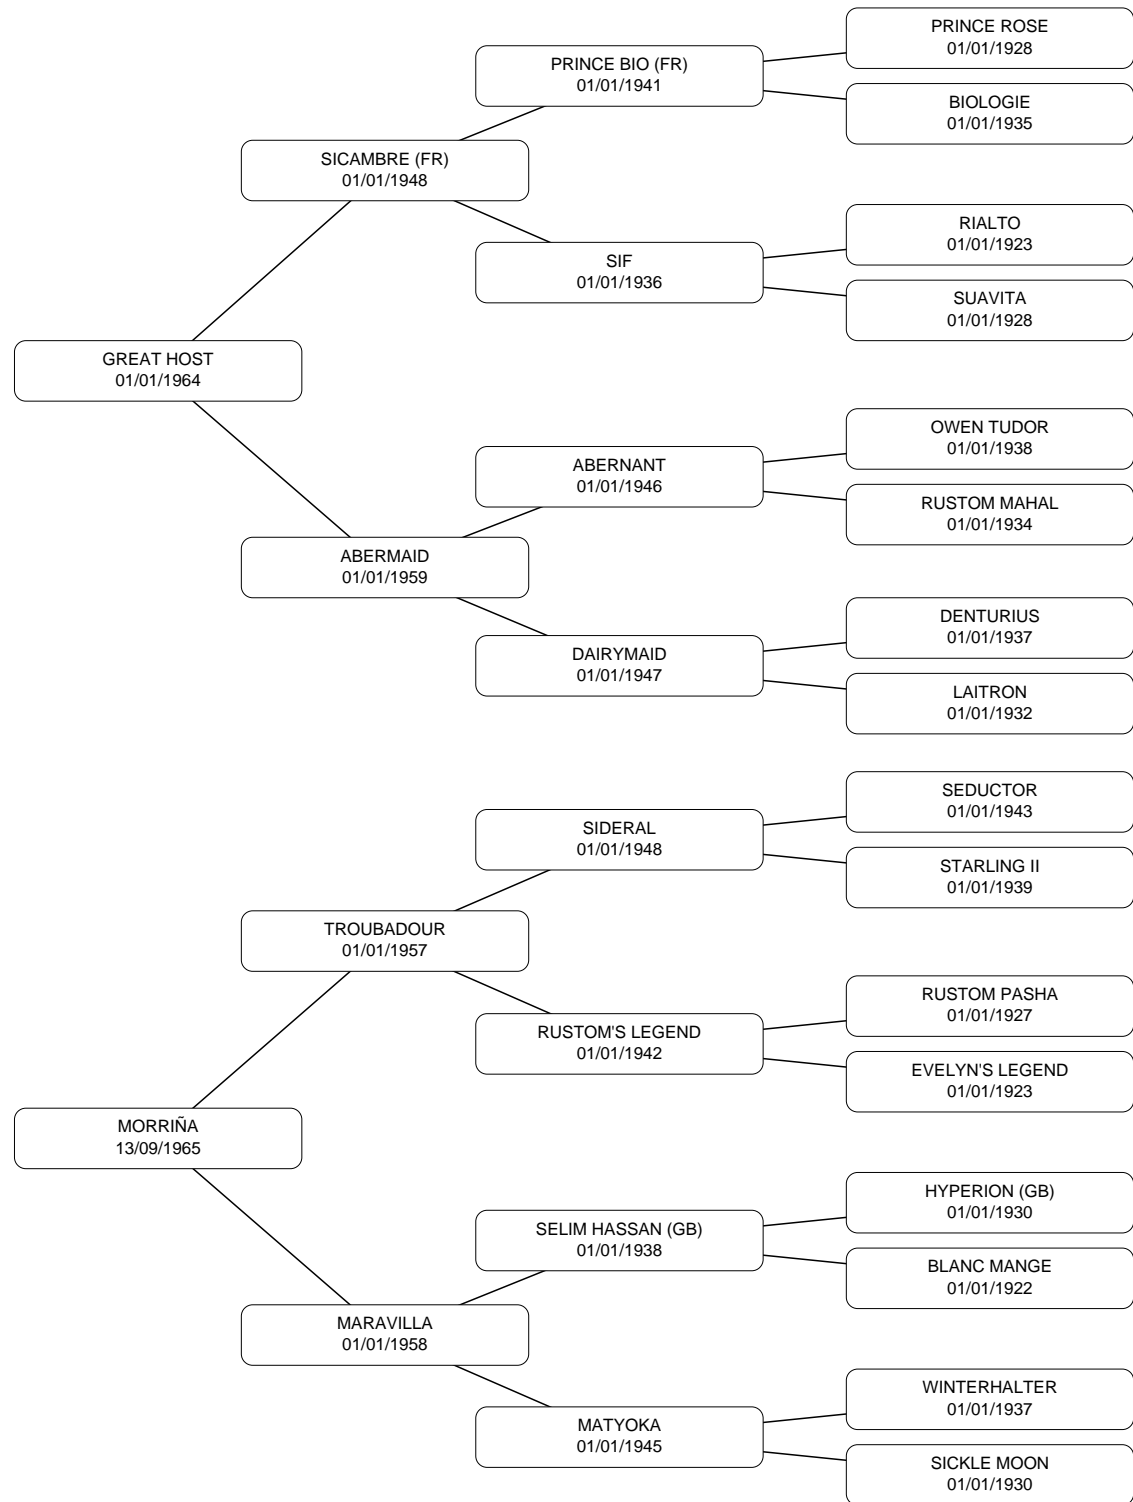 PRINCE ROSE
01/01/1928
PRINCE BIO (FR)
01/01/1941
BIOLOGIE
01/01/1935
SICAMBRE (FR)
01/01/1948
RIALTO
01/01/1923
SIF
01/01/1936
SUAVITA
01/01/1928
GREAT HOST
01/01/1964
OWEN TUDOR
01/01/1938
ABERNANT
01/01/1946
RUSTOM MAHAL
01/01/1934
ABERMAID
01/01/1959
DENTURIUS
01/01/1937
DAIRYMAID
01/01/1947
LAITRON
01/01/1932
SEDUCTOR
01/01/1943
SIDERAL
01/01/1948
STARLING II
01/01/1939
TROUBADOUR
01/01/1957
RUSTOM PASHA
01/01/1927
RUSTOM'S LEGEND
01/01/1942
EVELYN'S LEGEND
01/01/1923
MORRIÑA
13/09/1965
HYPERION (GB)
01/01/1930
SELIM HASSAN (GB)
01/01/1938
BLANC MANGE
01/01/1922
MARAVILLA
01/01/1958
WINTERHALTER
01/01/1937
MATYOKA
01/01/1945
SICKLE MOON
01/01/1930